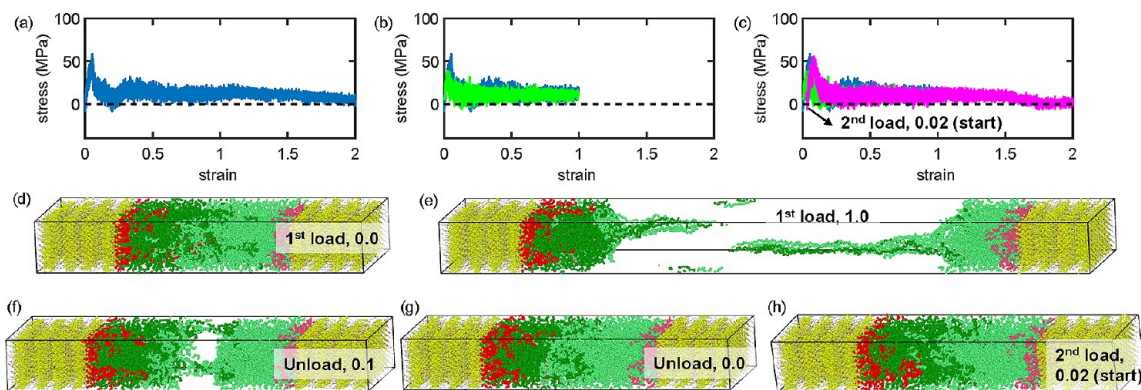 (a)
100
50
0
stress (MPa)
0 0.5 1 1.5 2
strain
(b)
100
50
0
stress (MPa)
0 0.5 1 1.5 2
strain
(c)
100
50
0
stress (MPa)
2nd load, 0.02 (start)
0 0.5 1 1.5 2
strain
(d)
1st load, 0.0
(e)
1st load, 1.0
(f)
Unload, 0.1
(g)
Unload, 0.0
(h)
2nd load,
0.02 (start)